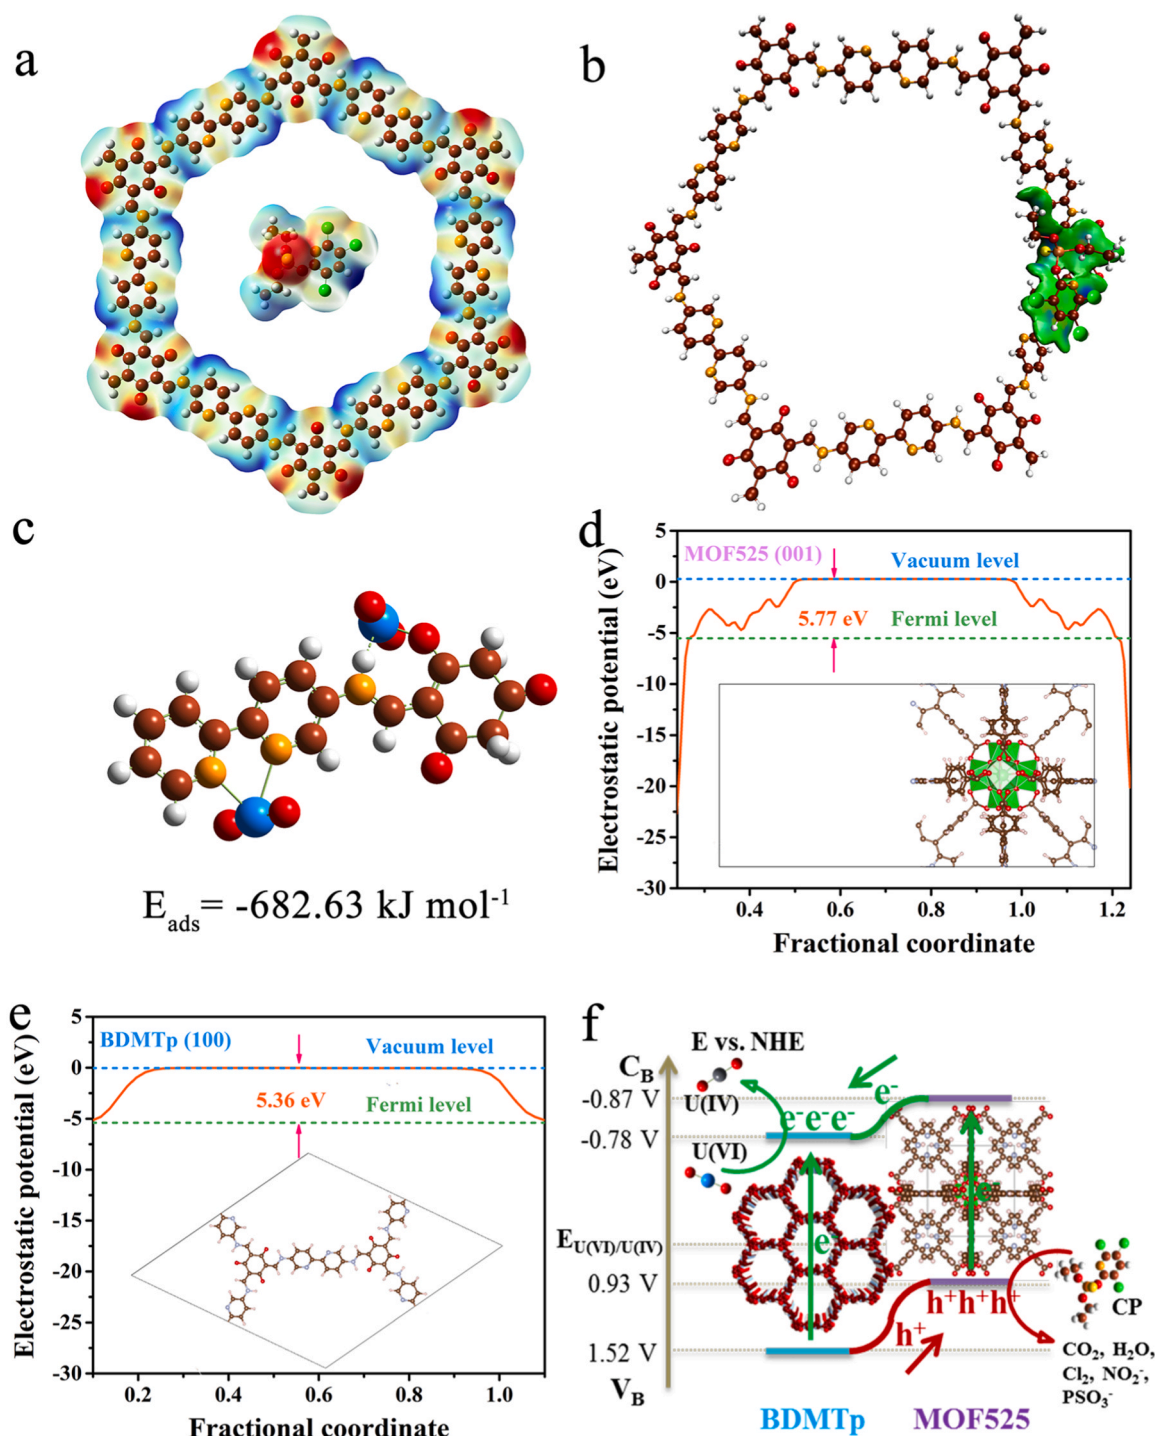 a
b
c
E_ads = -682.63 kJ mol⁻¹
d
Electrostatic potential (eV)
5
0
-5
-10
-15
-20
-25
-30
MOF525 (001)
Vacuum level
5.77 eV
Fermi level
0.4
0.6
0.8
1.0
1.2
Fractional coordinate
e
Electrostatic potential (eV)
5
0
-5
-10
-15
-20
-25
-30
BDMTp (100)
Vacuum level
5.36 eV
Fermi level
0.2
0.4
0.6
0.8
1.0
Fractional coordinate
f
E vs. NHE
C_B
-0.87 V
U(IV)
e⁻e⁻e⁻
e⁻
-0.78 V
U(VI)
e⁻
e⁻
E_U(VI)/U(IV)
0.93 V
h⁺h⁺h⁺
CP
h⁺
1.52 V
CO₂, H₂O,
Cl₂, NO₂⁻,
PSO₃⁻
V_B
BDMTp
MOF525